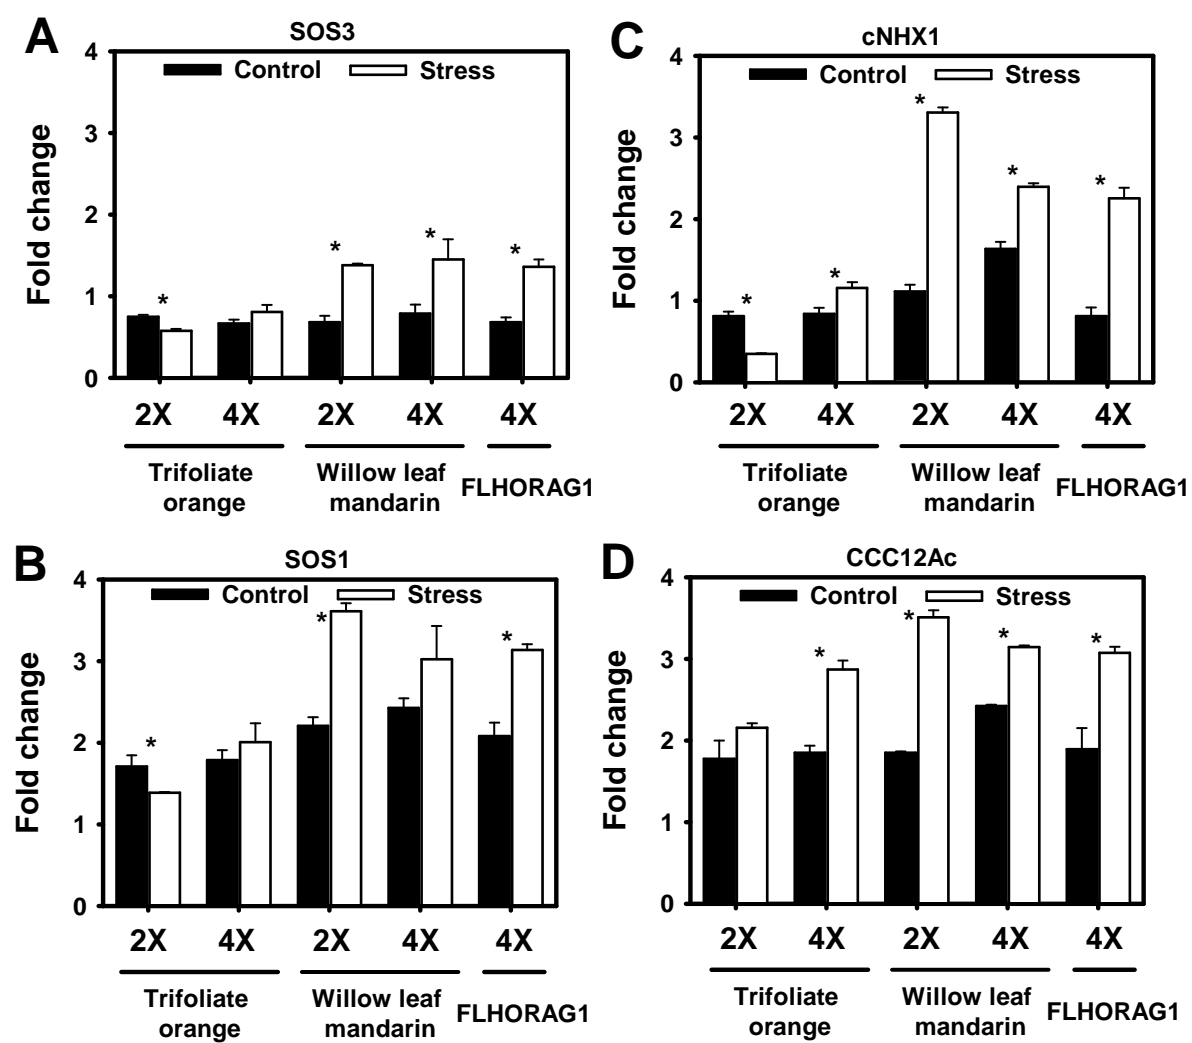 A
SOS3
Control
Stress
Fold change
4
3
2
1
0
*
*
*
*
2X
4X
2X
4X
4X
Trifoliate
orange
Willow leaf
mandarin
FLHORAG1
C
cNHX1
Control
Stress
Fold change
4
3
2
1
0
*
*
*
*
*
2X
4X
2X
4X
4X
Trifoliate
orange
Willow leaf
mandarin
FLHORAG1
B
SOS1
Control
Stress
Fold change
4
3
2
1
0
*
*
*
2X
4X
2X
4X
4X
Trifoliate
orange
Willow leaf
mandarin
FLHORAG1
D
CCC12Ac
Control
Stress
Fold change
4
3
2
1
0
*
*
*
*
2X
4X
2X
4X
4X
Trifoliate
orange
Willow leaf
mandarin
FLHORAG1